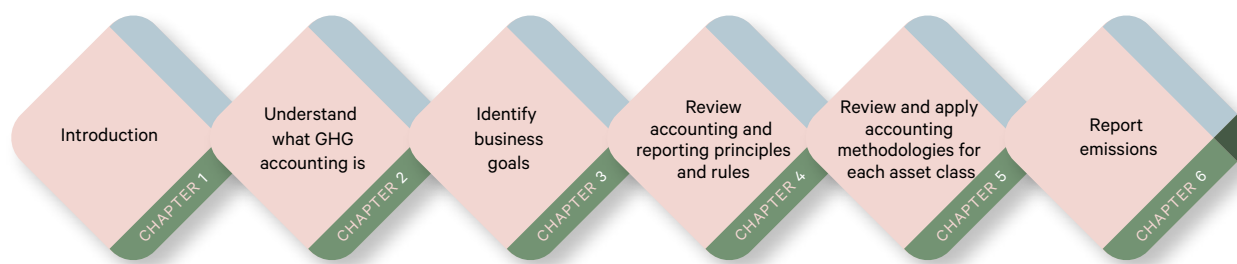 Introduction
CHAPTER 1
Understand
what GHG
accounting is
CHAPTER 2
Identify
business
goals
CHAPTER 3
Review
accounting and
reporting principles
and rules
CHAPTER 4
Review and apply
accounting
methodologies for
each asset class
CHAPTER 5
Report
emissions
CHAPTER 6